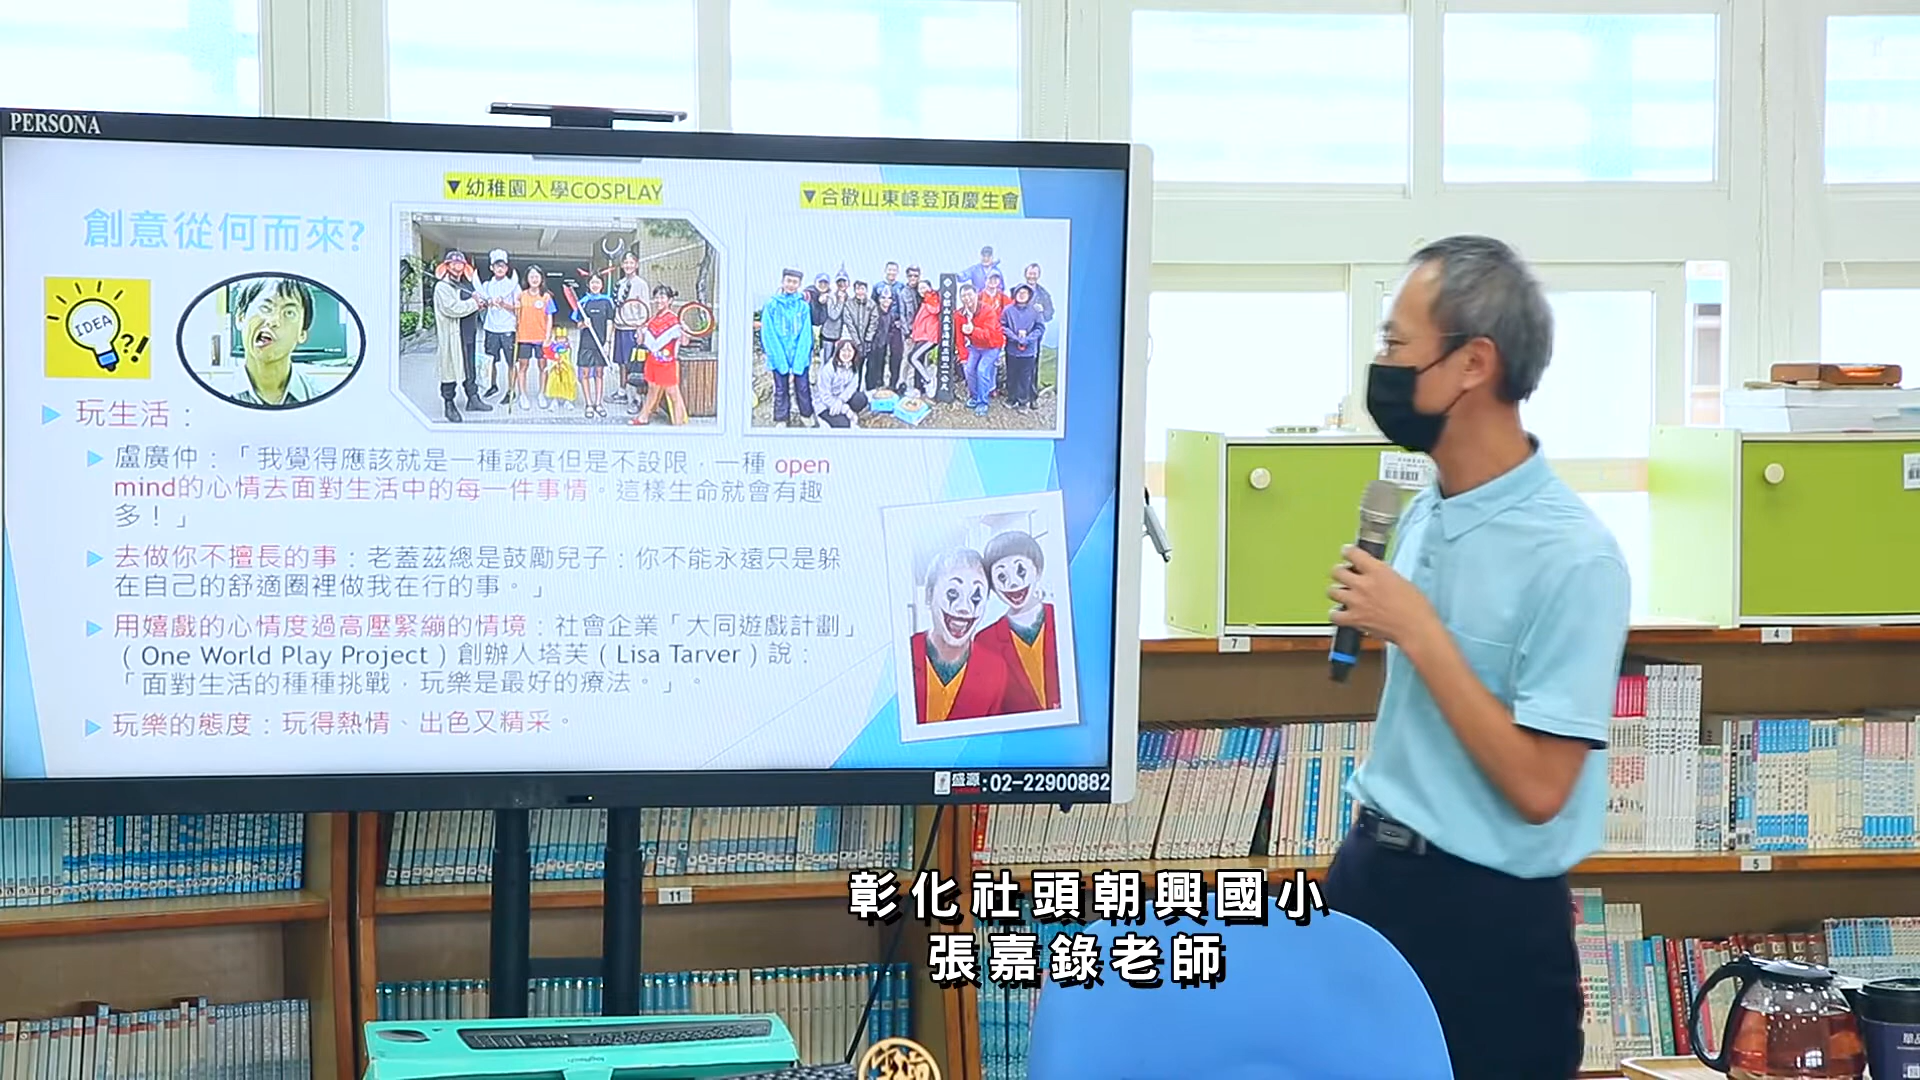 PERSONA
▼幼稚園入學COSPLAY
▼合歡山東峰登頂慶生會
創意從何而來?
IDEA
?!
玩生活：
盧廣仲：「我覺得應該就是一種認真但是不設限，一種 open
mind的心情去面對生活中的每一件事情。這樣生命就會有趣
多！」
去做你不擅長的事：老蓋茲總是鼓勵兒子：你不能永遠只是躲
在自己的舒適圈裡做我在行的事。」
用嬉戲的心情度過高壓緊繃的情境：社會企業「大同遊戲計劃」
（One World Play Project）創辦人塔芙（Lisa Tarver）說：
「面對生活的種種挑戰，玩樂是最好的療法。」。
玩樂的態度：玩得熱情、出色又精采。
盛源:02-22900882
7
4
5
11
彰化社頭朝興國小
張嘉錄老師